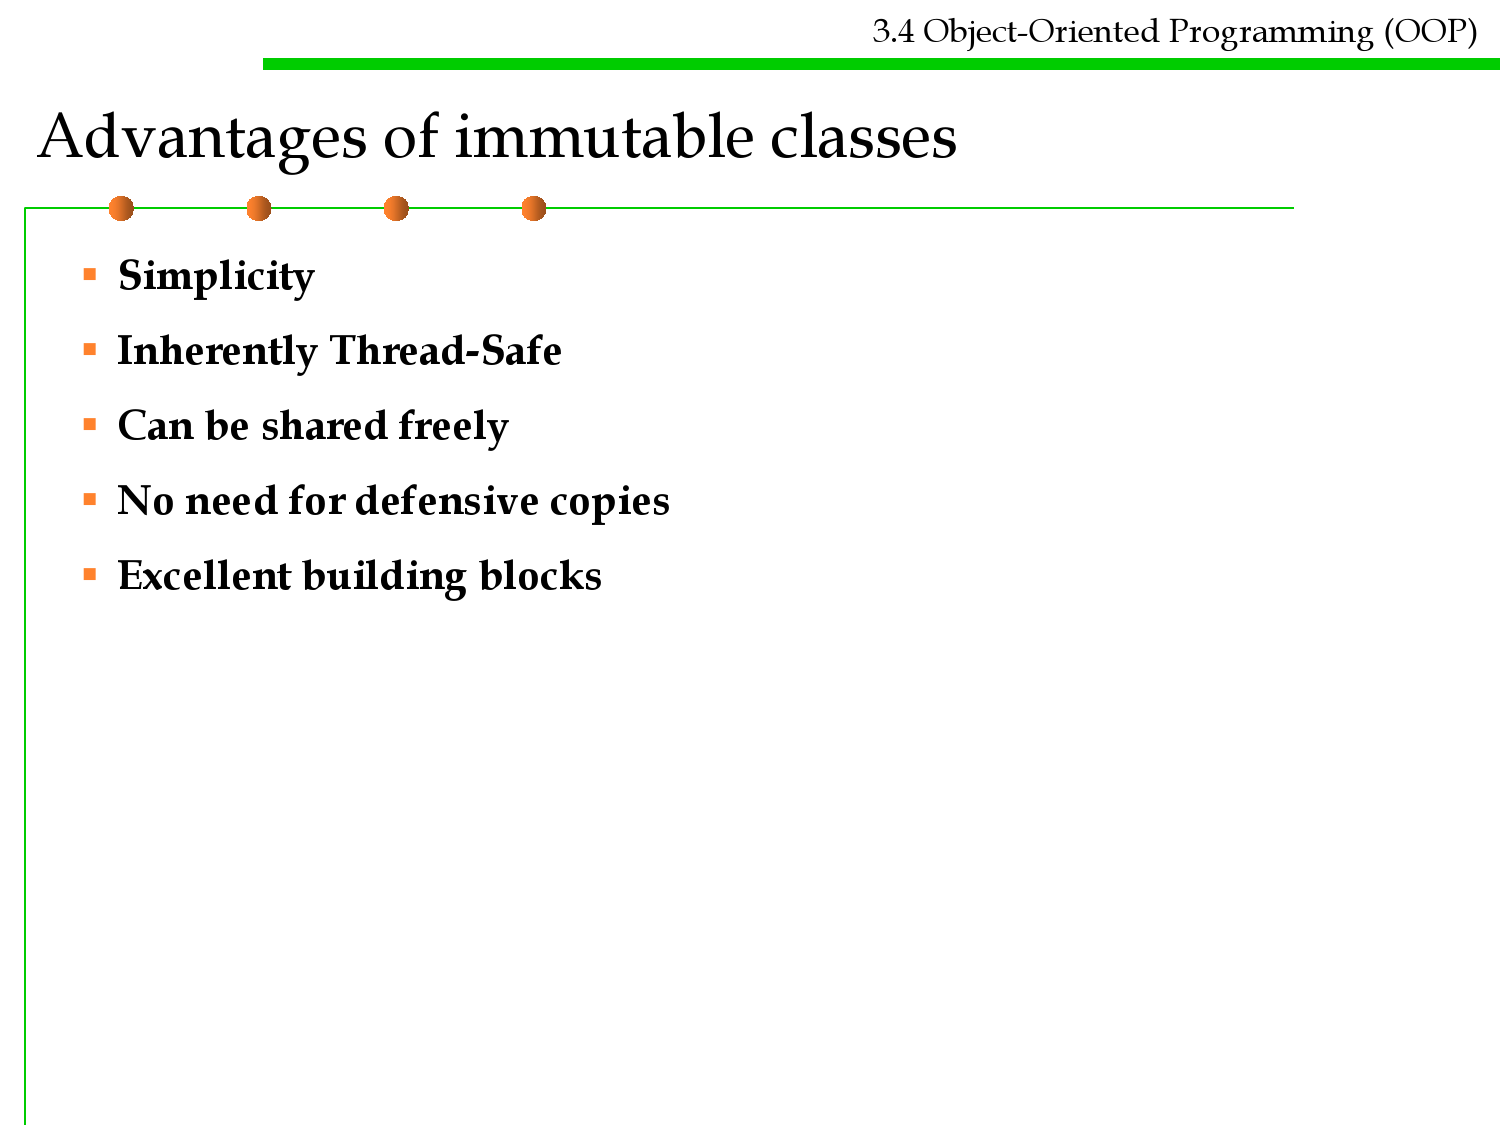 3.4 Object-Oriented Programming (OOP)
Advantages of immutable classes
Simplicity
Inherently Thread-Safe
Can be shared freely
No need for defensive copies
Excellent building blocks